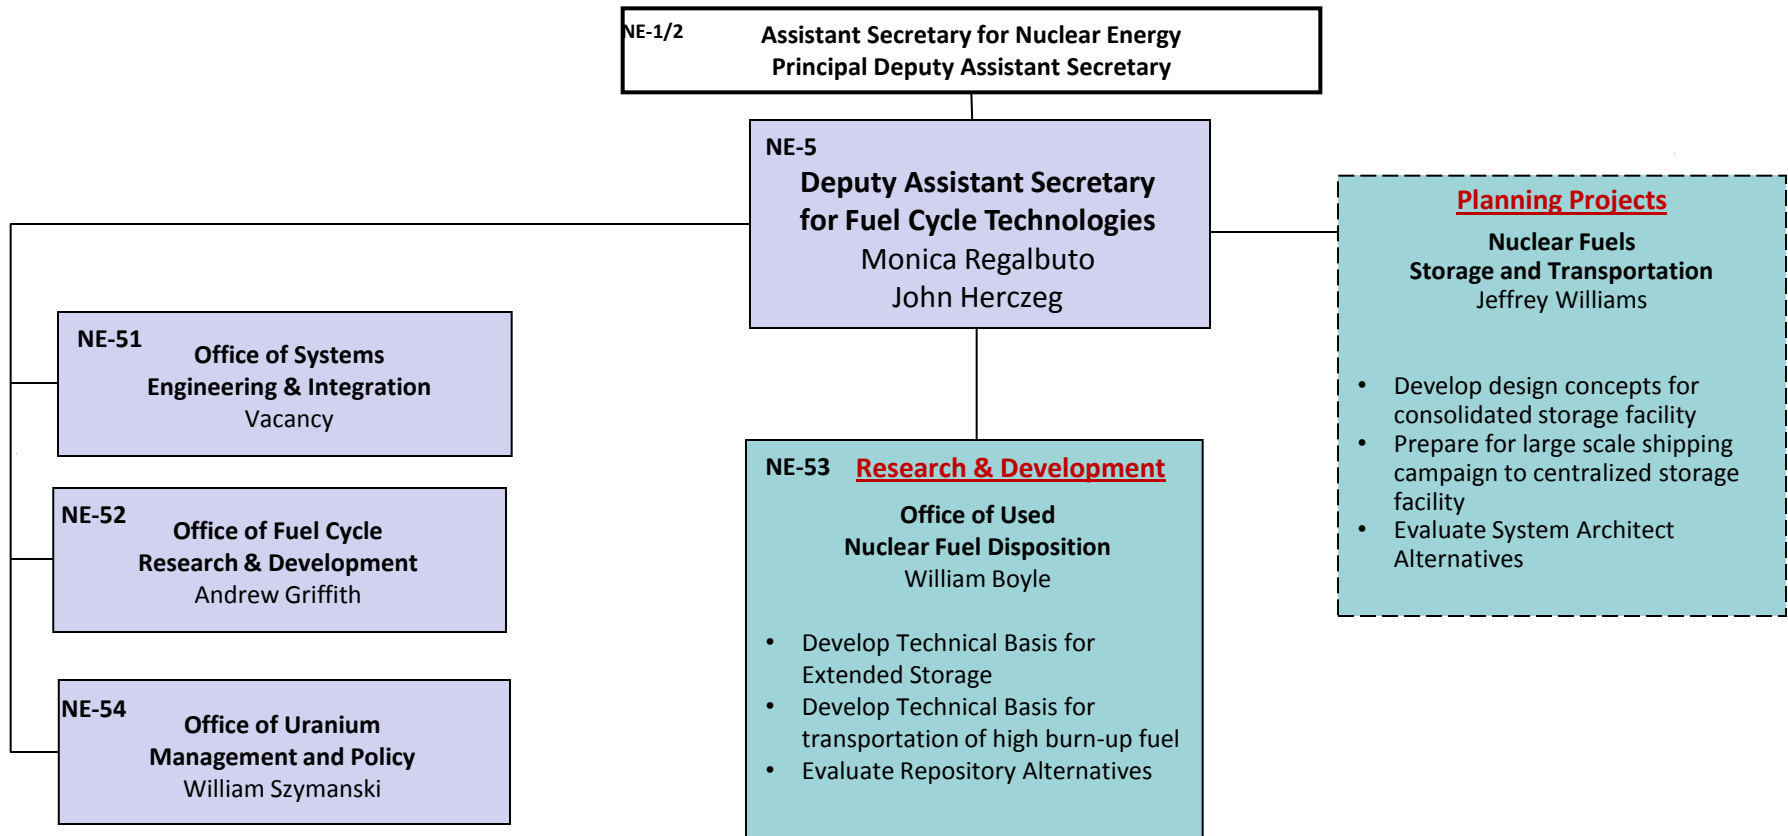 NE-1/2
Assistant Secretary for Nuclear Energy
Principal Deputy Assistant Secretary
NE-5
Deputy Assistant Secretary
for Fuel Cycle Technologies
Monica Regalbuto
John Herczeg
Planning Projects
Nuclear Fuels
Storage and Transportation
Jeffrey Williams
• Develop design concepts for
consolidated storage facility
• Prepare for large scale shipping
campaign to centralized storage
facility
• Evaluate System Architect
Alternatives
NE-51
Office of Systems
Engineering & Integration
Vacancy
NE-52
Office of Fuel Cycle
Research & Development
Andrew Griffith
NE-54
Office of Uranium
Management and Policy
William Szymanski
NE-53 Research & Development
Office of Used
Nuclear Fuel Disposition
William Boyle
• Develop Technical Basis for
Extended Storage
• Develop Technical Basis for
transportation of high burn-up fuel
• Evaluate Repository Alternatives